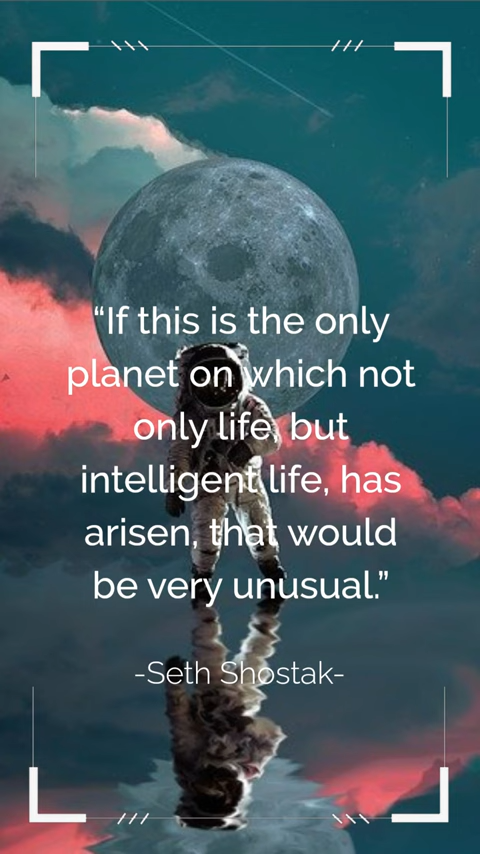 “If this is the only
planet on which not
only life, but
intelligent life, has
arisen, that would
be very unusual.”
-Seth Shostak-